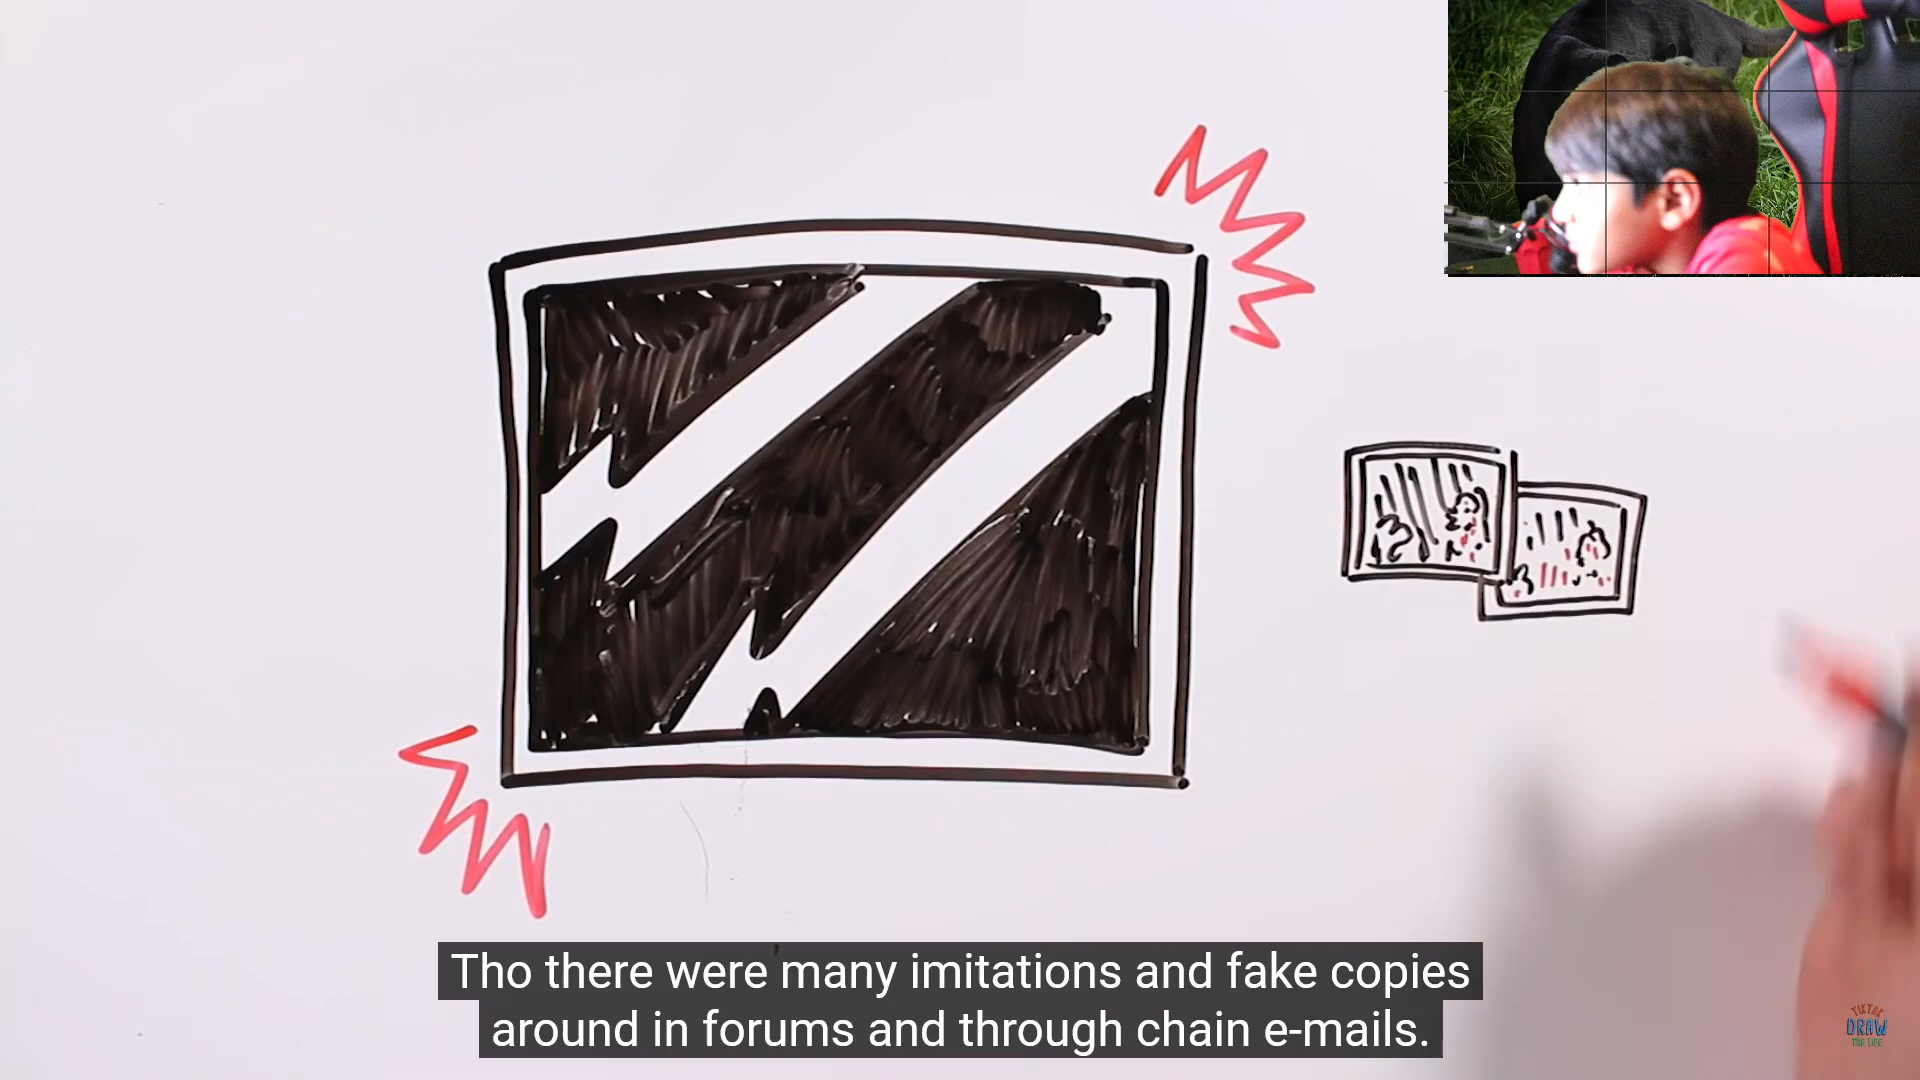 Tho there were many imitations and fake copies
around in forums and through chain e-mails.
DRAW